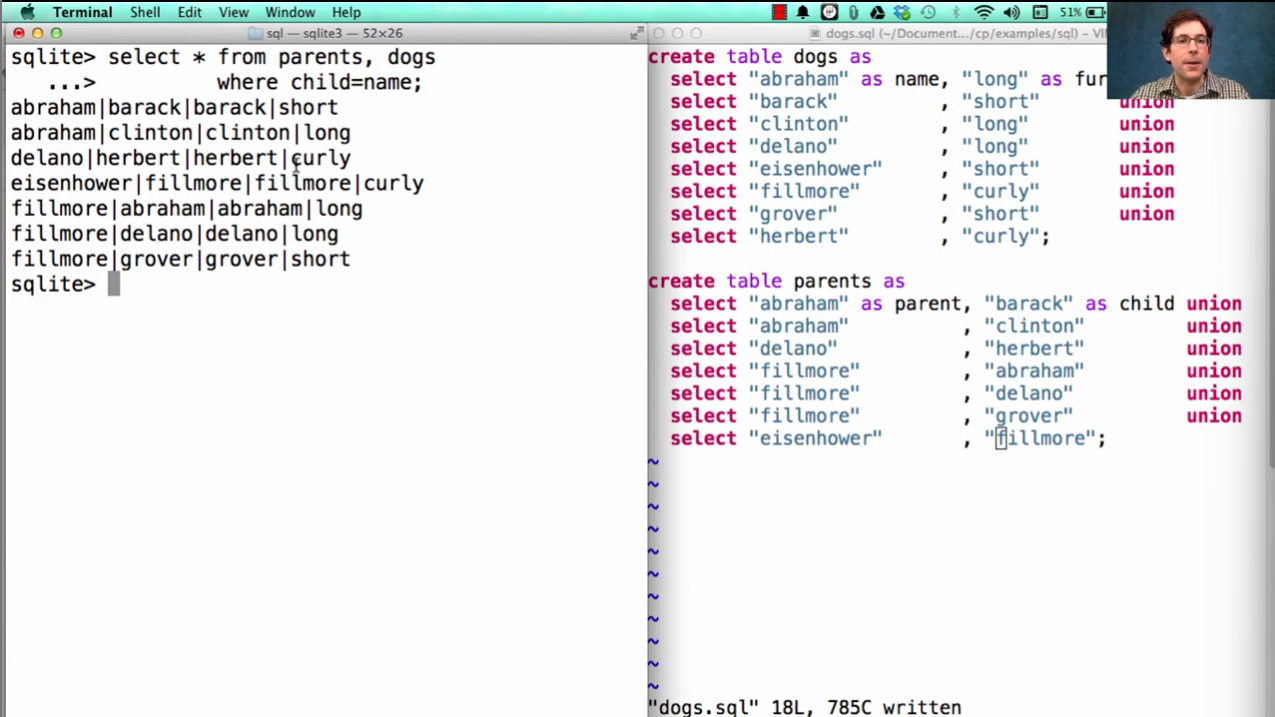 Terminal Shell Edit View Window Help 51%
sql — sqlite3 — 52×26
sqlite> select * from parents, dogs
...> where child=name;
abraham|barack|barack|short
abraham|clinton|clinton|long
delano|herbert|herbert|curly
eisenhower|fillmore|fillmore|curly
fillmore|abraham|abraham|long
fillmore|delano|delano|long
fillmore|grover|grover|short
sqlite>
dogs.sql (~/Document.../cp/examples/sql) – VI
create table dogs as
select "abraham" as name, "long" as fur
select "barack" , "short" union
select "clinton" , "long" union
select "delano" , "long" union
select "eisenhower" , "short" union
select "fillmore" , "curly" union
select "grover" , "short" union
select "herbert" , "curly";
create table parents as
select "abraham" as parent, "barack" as child union
select "abraham" , "clinton" union
select "delano" , "herbert" union
select "fillmore" , "abraham" union
select "fillmore" , "delano" union
select "fillmore" , "grover" union
select "eisenhower" , "fillmore";
~
~
~
~
~
~
~
~
~
~
~
"dogs.sql" 18L, 785C written